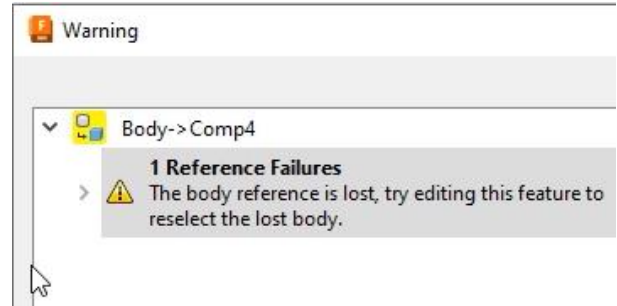 Warning
Body->Comp4
1 Reference Failures
The body reference is lost, try editing this feature to
reselect the lost body.